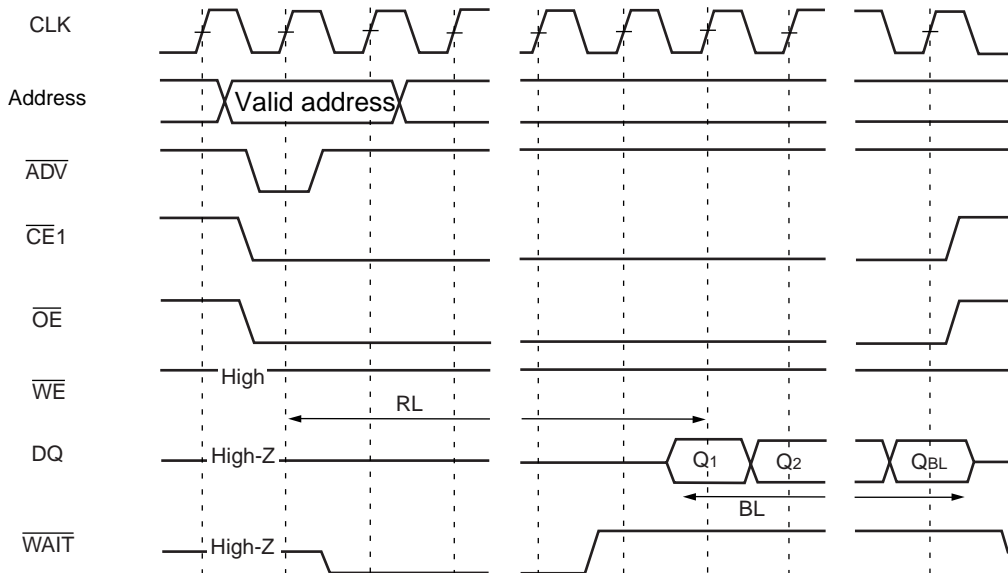 CLK
Address Valid address
ADV
CE1
OE
WE High
RL
DQ High-Z Q1 Q2 QBL
BL
WAIT High-Z